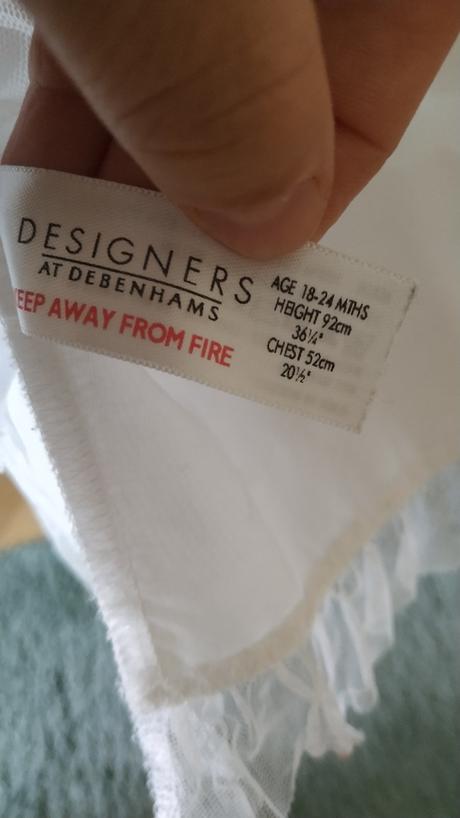 DESIGNERS
AT DEBENHAMS
EEP AWAY FROM FIRE
AGE 18-24 MTHS
HEIGHT 92cm
36¼"
CHEST 52cm
20½"